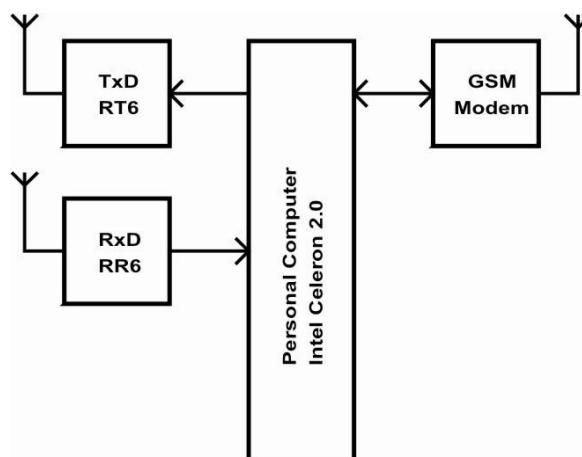 TxD
RT6
GSM
Modem
RxD
RR6
Personal Computer
Intel Celeron 2.0